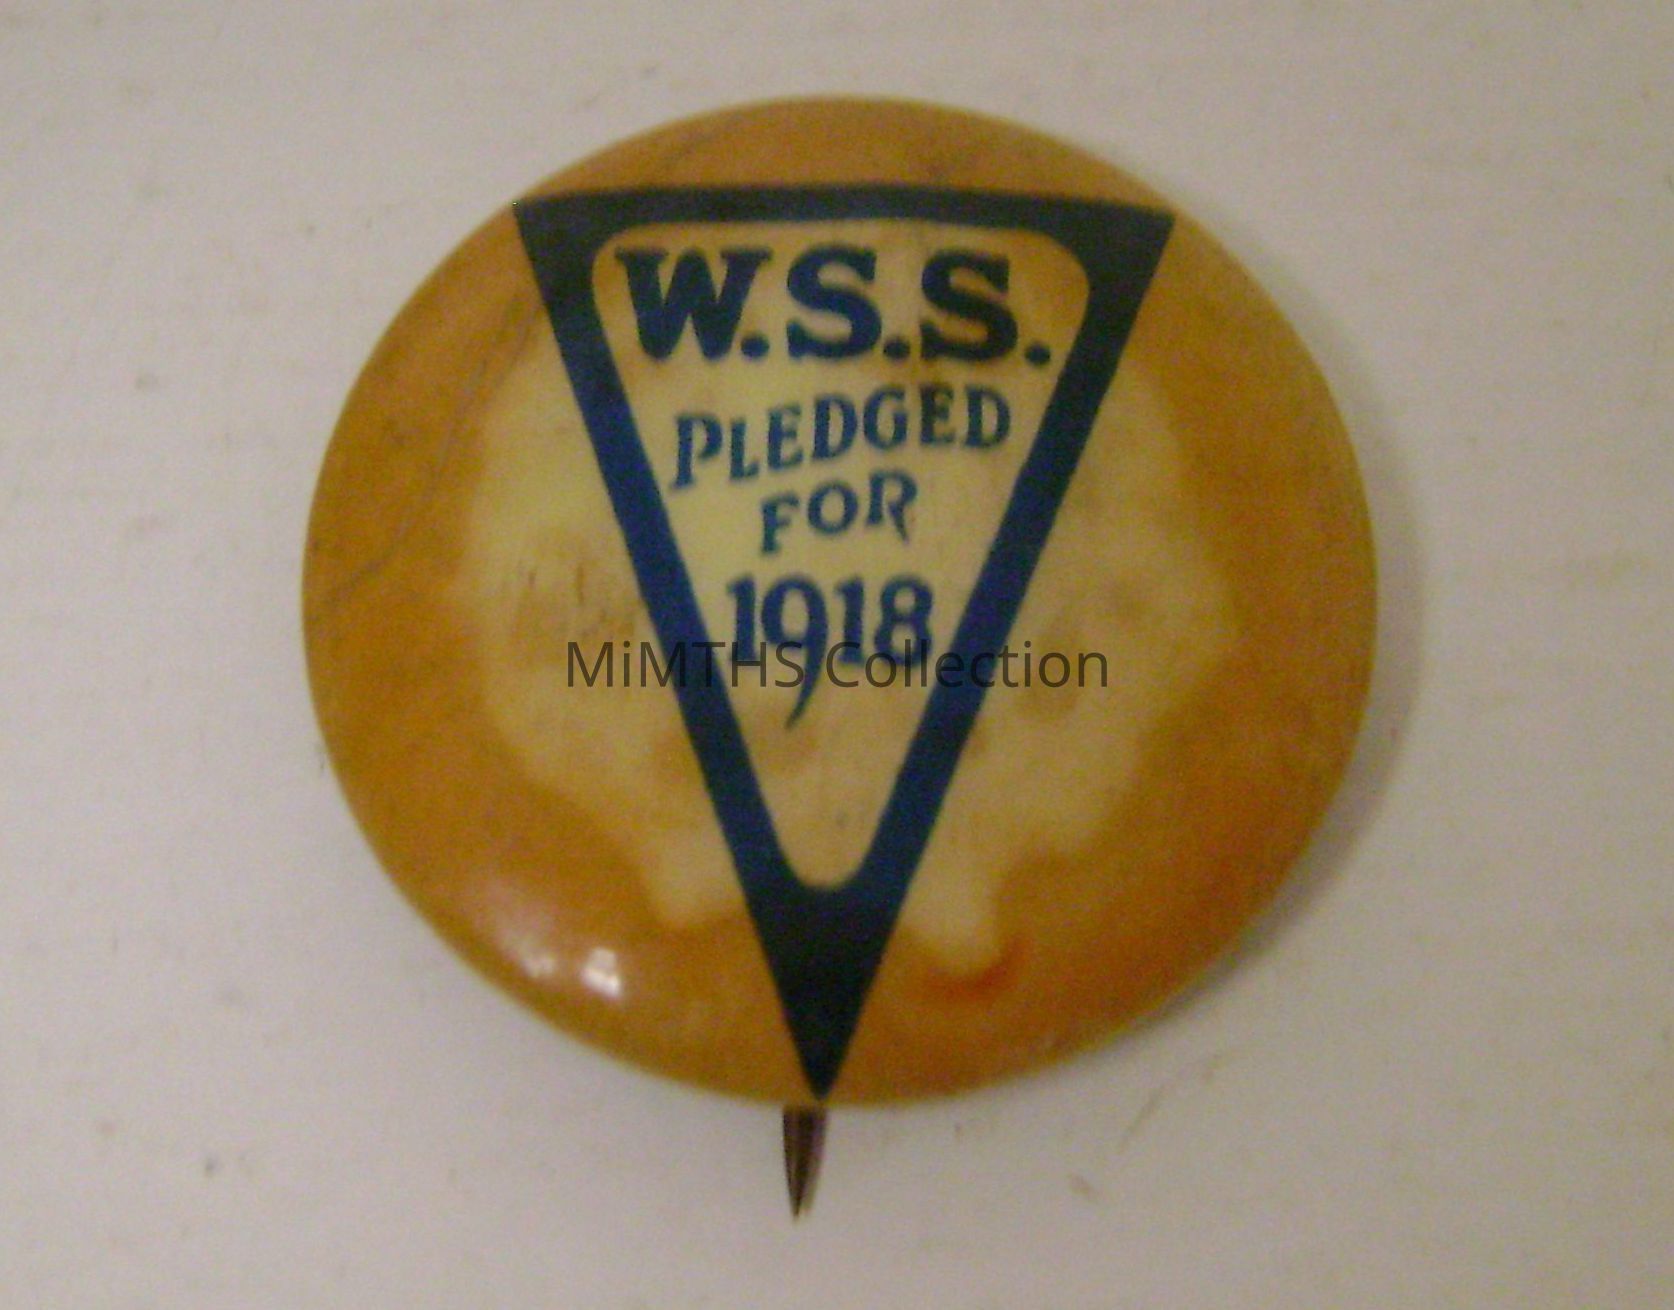 W.S.S.
PLEDGED
FOR
1918
MiMTHS Collection